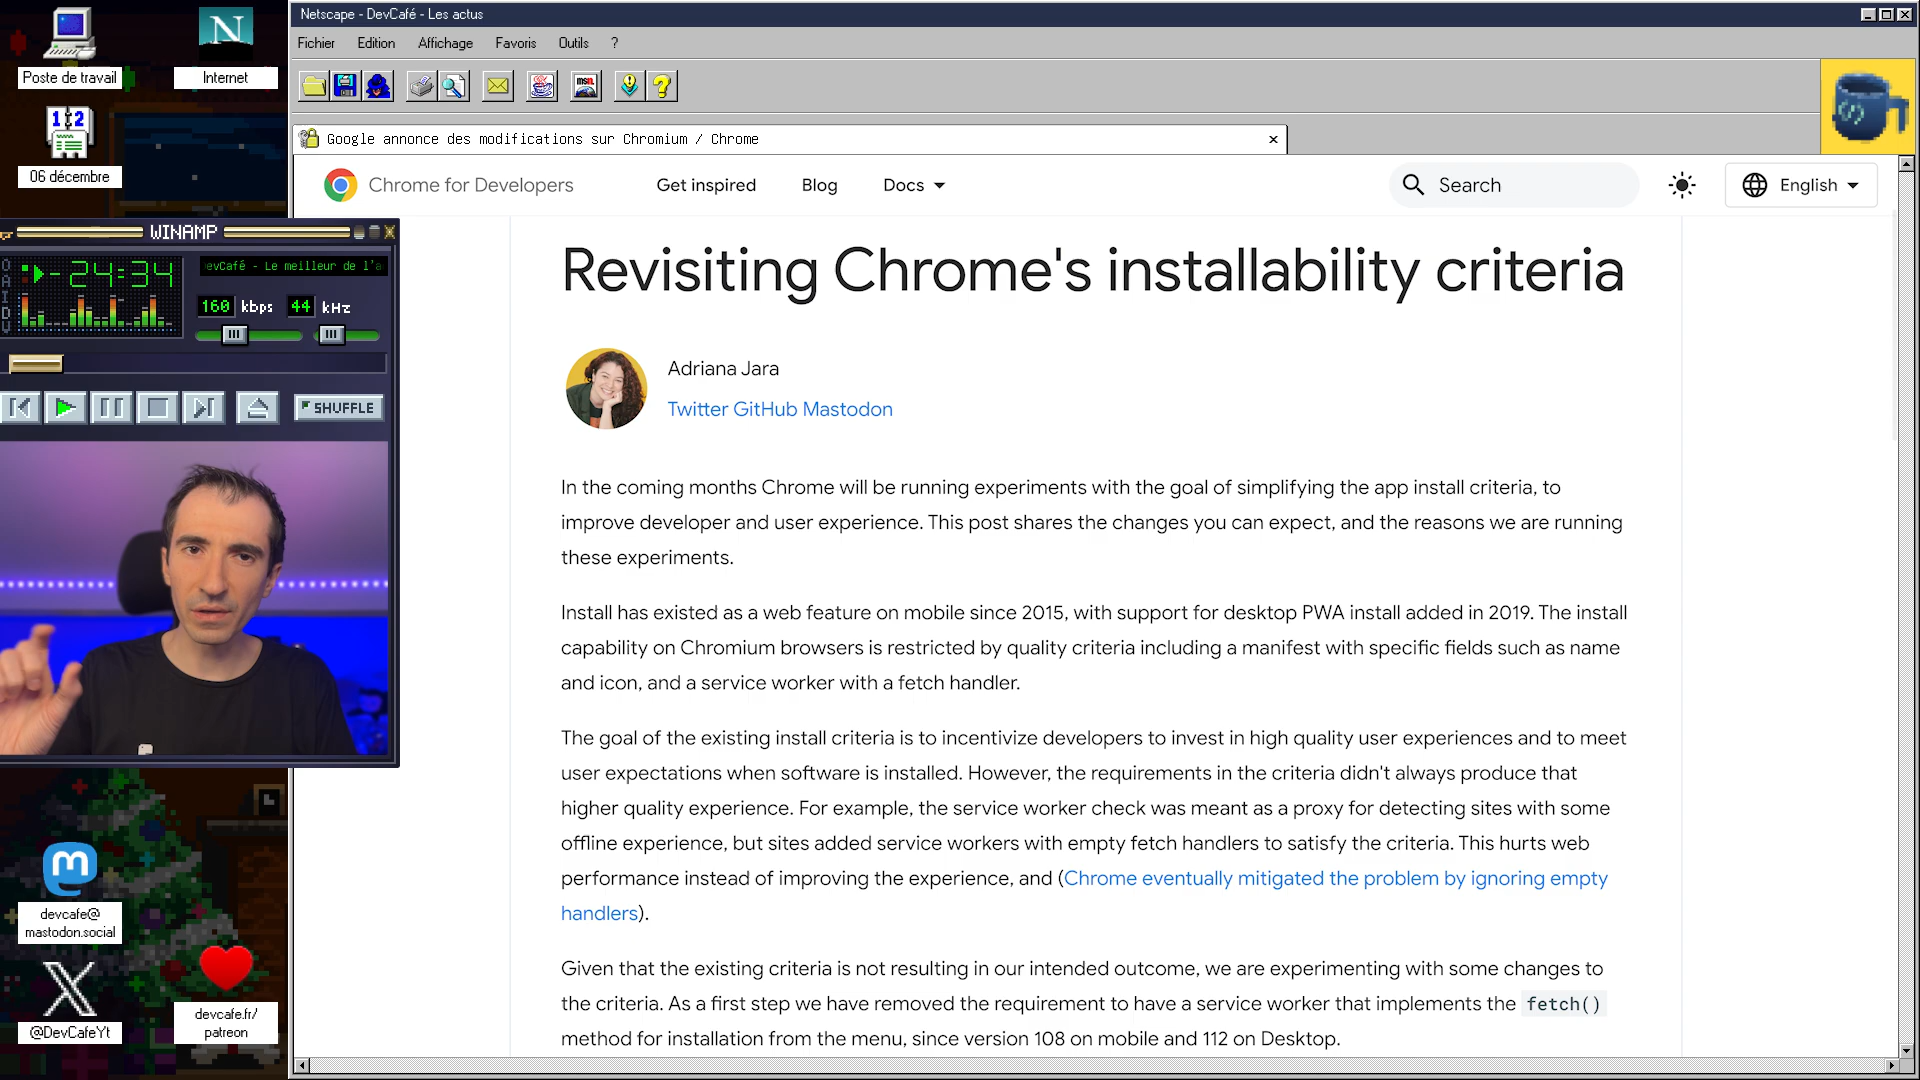 Poste de travail
Internet
12
06 décembre
Netscape - DevCafé - Les actus
Fichier Edition Affichage Favoris Outils ?
msn.
Google annonce des modifications sur Chromium / Chrome
Chrome for Developers Get inspired Blog Docs Search English
WINAMP
OAIDV
-24:34
evCafé - Le meilleur de l'a
160 kbps 44 kHz
SHUFFLE
Revisiting Chrome's installability criteria
Adriana Jara
Twitter GitHub Mastodon
In the coming months Chrome will be running experiments with the goal of simplifying the app install criteria, to
improve developer and user experience. This post shares the changes you can expect, and the reasons we are running
these experiments.
Install has existed as a web feature on mobile since 2015, with support for desktop PWA install added in 2019. The install
capability on Chromium browsers is restricted by quality criteria including a manifest with specific fields such as name
and icon, and a service worker with a fetch handler.
The goal of the existing install criteria is to incentivize developers to invest in high quality user experiences and to meet
user expectations when software is installed. However, the requirements in the criteria didn't always produce that
higher quality experience. For example, the service worker check was meant as a proxy for detecting sites with some
offline experience, but sites added service workers with empty fetch handlers to satisfy the criteria. This hurts web
performance instead of improving the experience, and (Chrome eventually mitigated the problem by ignoring empty
handlers).
Given that the existing criteria is not resulting in our intended outcome, we are experimenting with some changes to
the criteria. As a first step we have removed the requirement to have a service worker that implements the fetch()
method for installation from the menu, since version 108 on mobile and 112 on Desktop.
devcafe@
mastodon.social
@DevCafeYt
devcafe.fr/
patreon